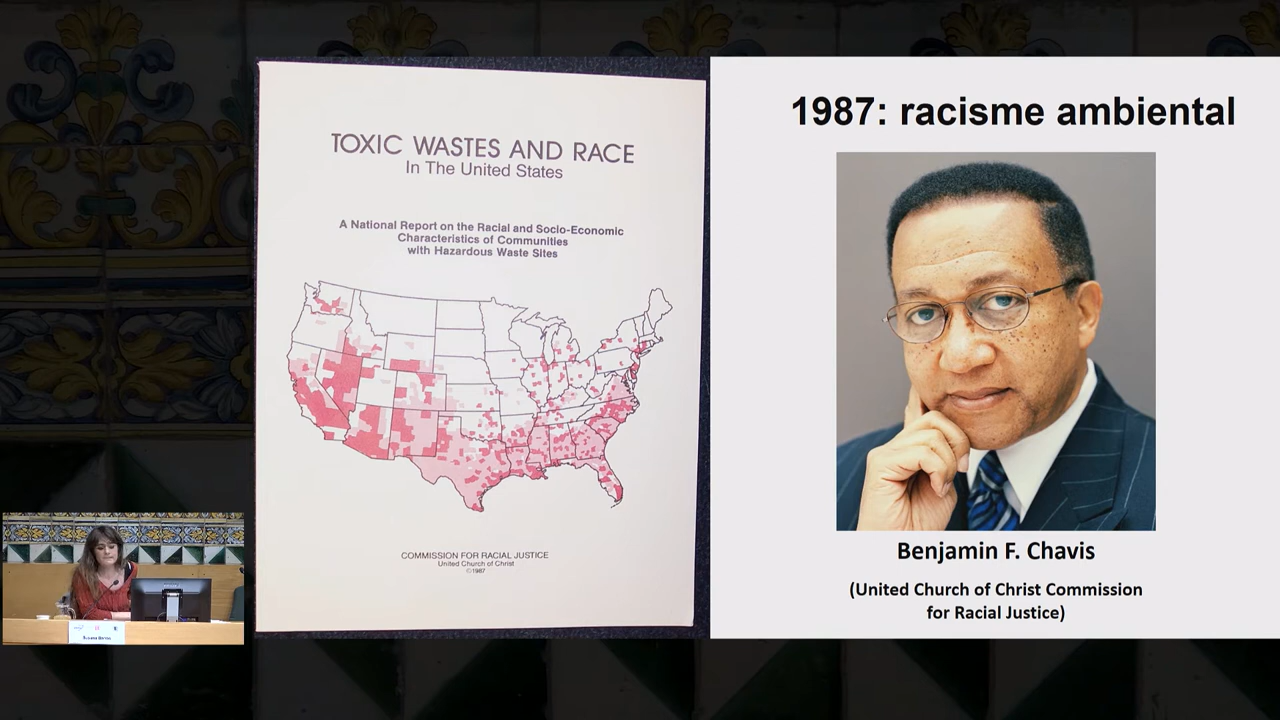 TOXIC WASTES AND RACE
In The United States
A National Report on the Racial and Socio-Economic
Characteristics of Communities
with Hazardous Waste Sites
COMMISSION FOR RACIAL JUSTICE
United Church of Christ
©1987
1987: racisme ambiental
Benjamin F. Chavis
(United Church of Christ Commission
for Racial Justice)